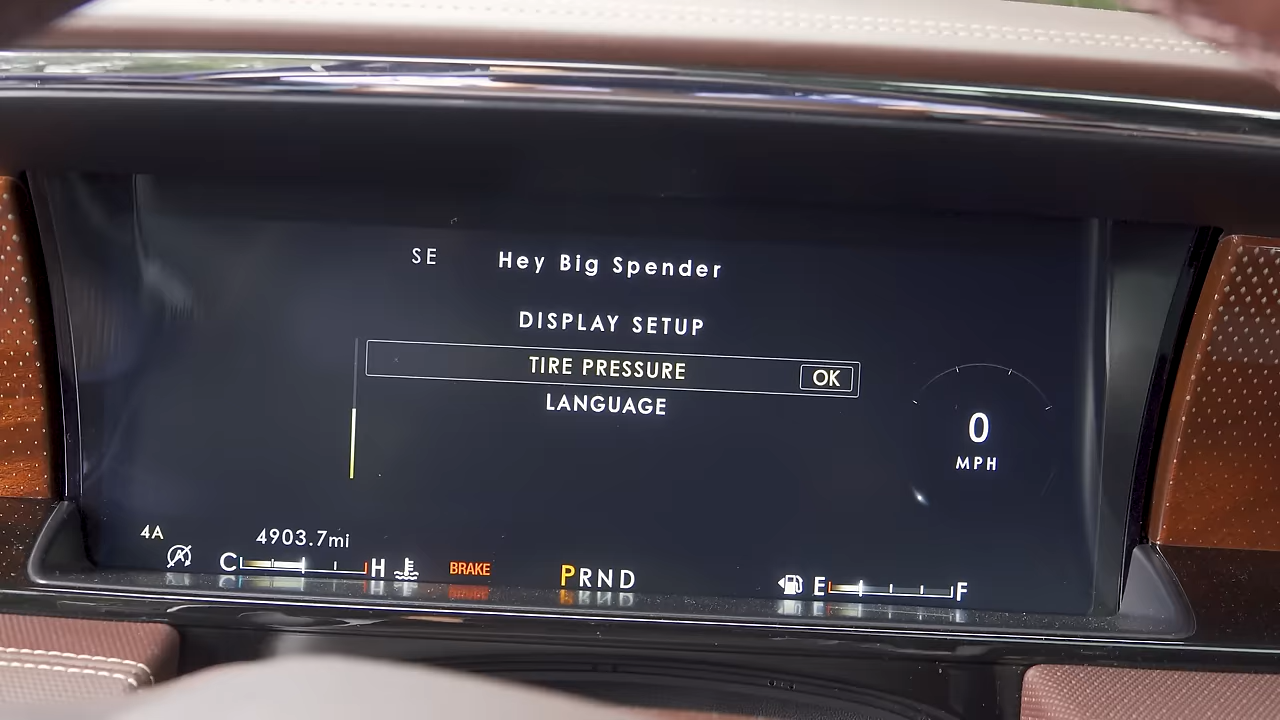 SE Hey Big Spender
DISPLAY SETUP
TIRE PRESSURE OK
LANGUAGE
0
MPH
4A
4903.7mi
C H
BRAKE
PRND
E F